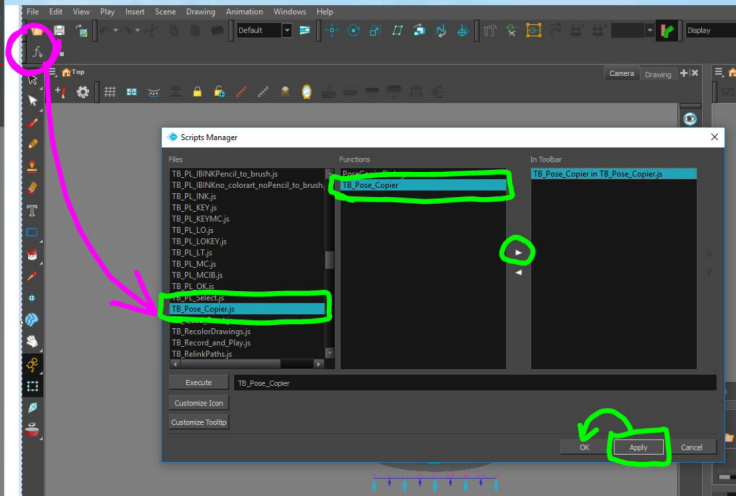 File Edit View Play Insert Scene Drawing Animation Windows Help
Default
Display
Top
Camera Drawing
Scripts Manager
Files
Functions
In Toolbar
TB_PL_IBINKPencil_to_brush.js
TB_PL_IBINKno_colorart_noPencil_to_brush.
TB_PL_INK.js
TB_PL_KEY.js
TB_PL_KEYMC.js
TB_PL_LO.js
TB_PL_LOKEY.js
TB_PL_LT.js
TB_PL_MC.js
TB_PL_MCIB.js
TB_PL_OK.js
TB_PL_Select.js
TB_Pose_Copier.js
TB_RecolorDrawings.js
TB_Record_and_Play.js
TB_RelinkPaths.js
TB_Pose_Copier
TB_Pose_Copier in TB_Pose_Copier.js
Execute TB_Pose_Copier
Customize Icon
Customize Tooltip
OK Apply Cancel